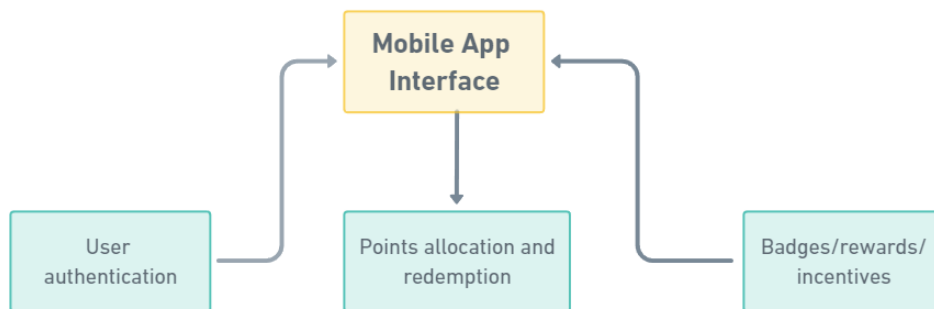 Mobile App
Interface
User
authentication
Points allocation and
redemption
Badges/rewards/
incentives